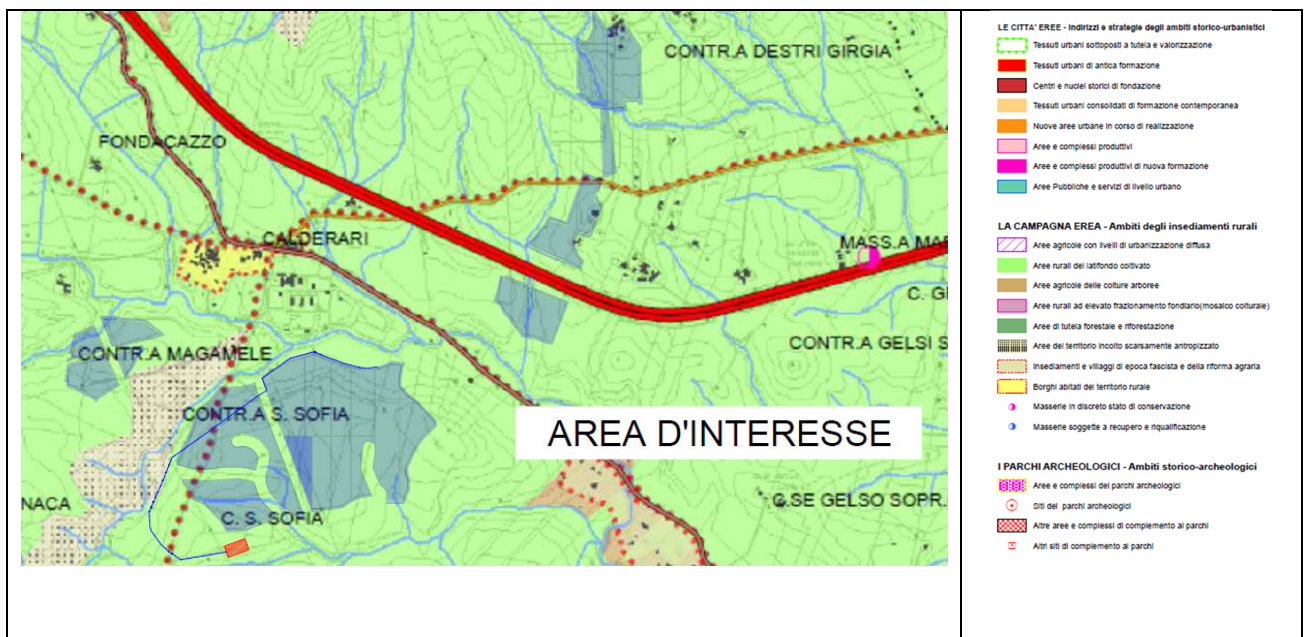 CONTR.A DESTRI GIRGIA
FONDACAZZO
CALDERARI
MASS.A MAR
C. GE
CONTR.A MAGAMELE
CONTR.A GELSI S
CONTR.A S. SOFIA
AREA D'INTERESSE
NACA
C. S. SOFIA
C.SE GELSO SOPR.
LE CITTA' EREE - Indirizzi e strategie degli ambiti storico-urbanistici
Tessuti urbani sottoposti a tutela e valorizzazione
Tessuti urbani di antica formazione
Centri e nuclei storici di fondazione
Tessuti urbani consolidati di formazione contemporanea
Nuove aree urbane in corso di realizzazione
Aree e complessi produttivi
Aree e complessi produttivi di nuova formazione
Aree Pubbliche e servizi di livello urbano
LA CAMPAGNA EREA - Ambiti degli insediamenti rurali
Aree agricole con livelli di urbanizzazione diffusa
Aree rurali del latifondo coltivato
Aree agricole delle colture arboree
Aree rurali ad elevato frazionamento fondiario(mosaico colturale)
Aree di tutela forestale e riforestazione
Aree del territorio incolto scarsamente antropizzato
Insediamenti e villaggi di epoca fascista e della riforma agraria
Borghi abitati del territorio rurale
Masserie in discreto stato di conservazione
Masserie soggette a recupero e riqualificazione
I PARCHI ARCHEOLOGICI - Ambiti storico-archeologici
Aree e complessi dei parchi archeologici
Siti dei parchi archeologici
Altre aree e complessi di complemento ai parchi
Altri siti di complemento ai parchi